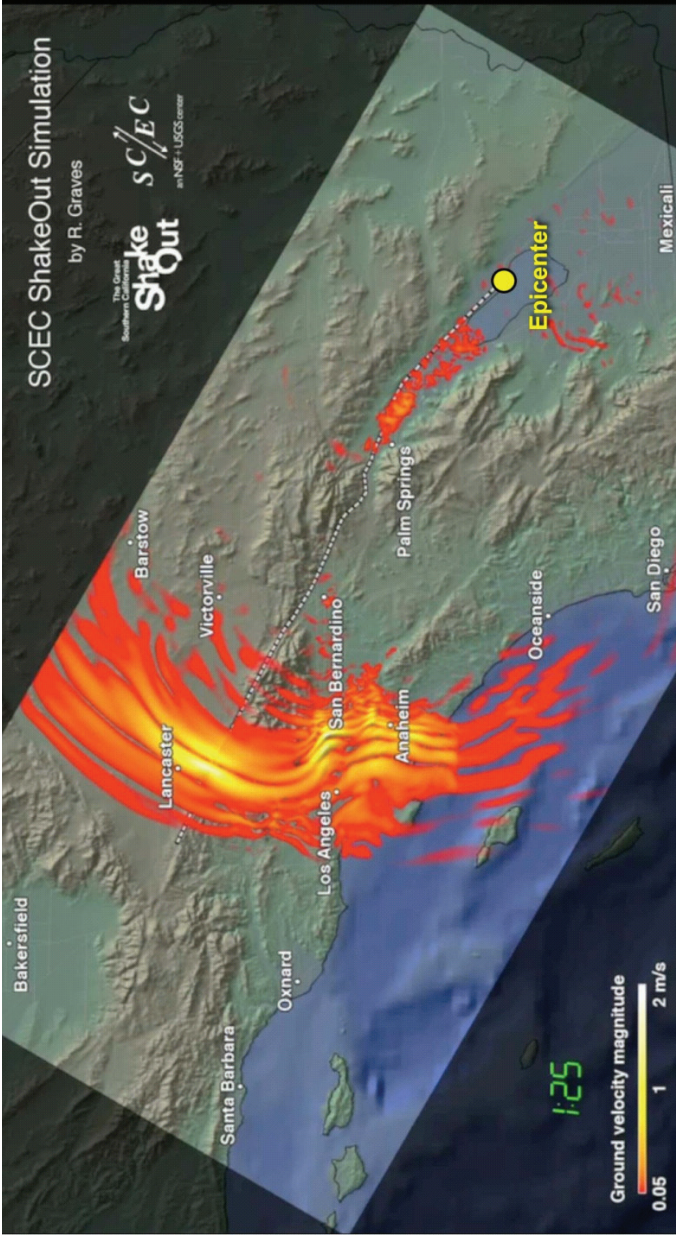 SCEC ShakeOut Simulation
by R. Graves
The Great
Southern California
Shake
Out
SC//EC
an NSF+USGS center
Bakersfield
Barstow
Lancaster
Victorville
Santa Barbara
Oxnard
Los Angeles
San Bernardino
Anaheim
Palm Springs
Epicenter
Oceanside
San Diego
Mexicali
1:25
Ground velocity magnitude
0.05 1 2 m/s